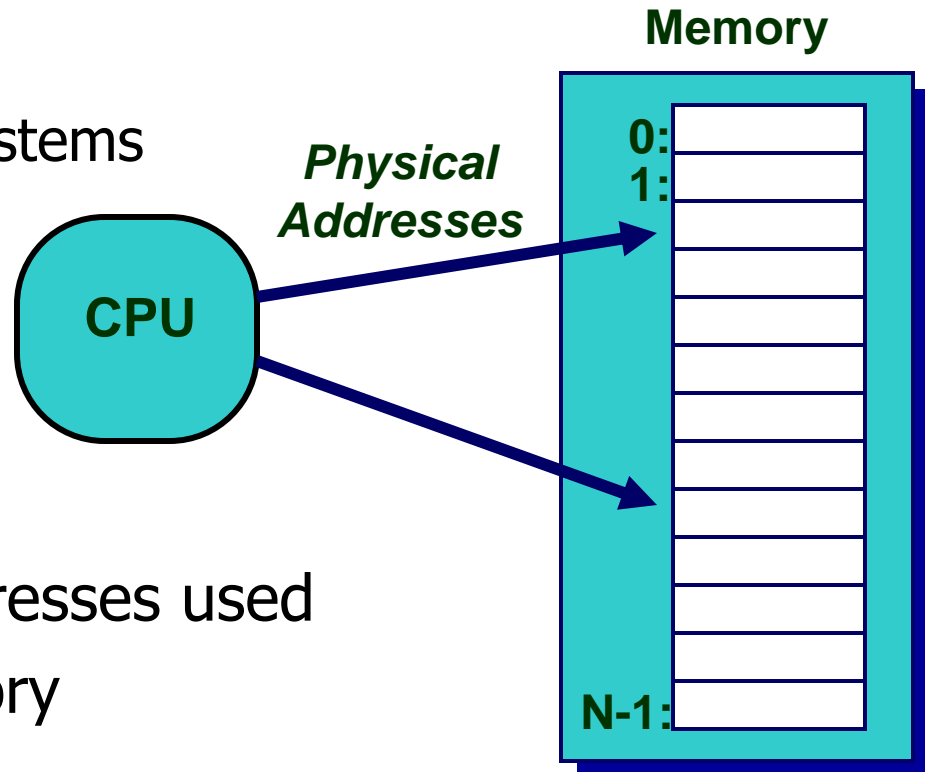 Memory
stems
Physical
Addresses
0:
1:
CPU
resses used
ory
N-1: